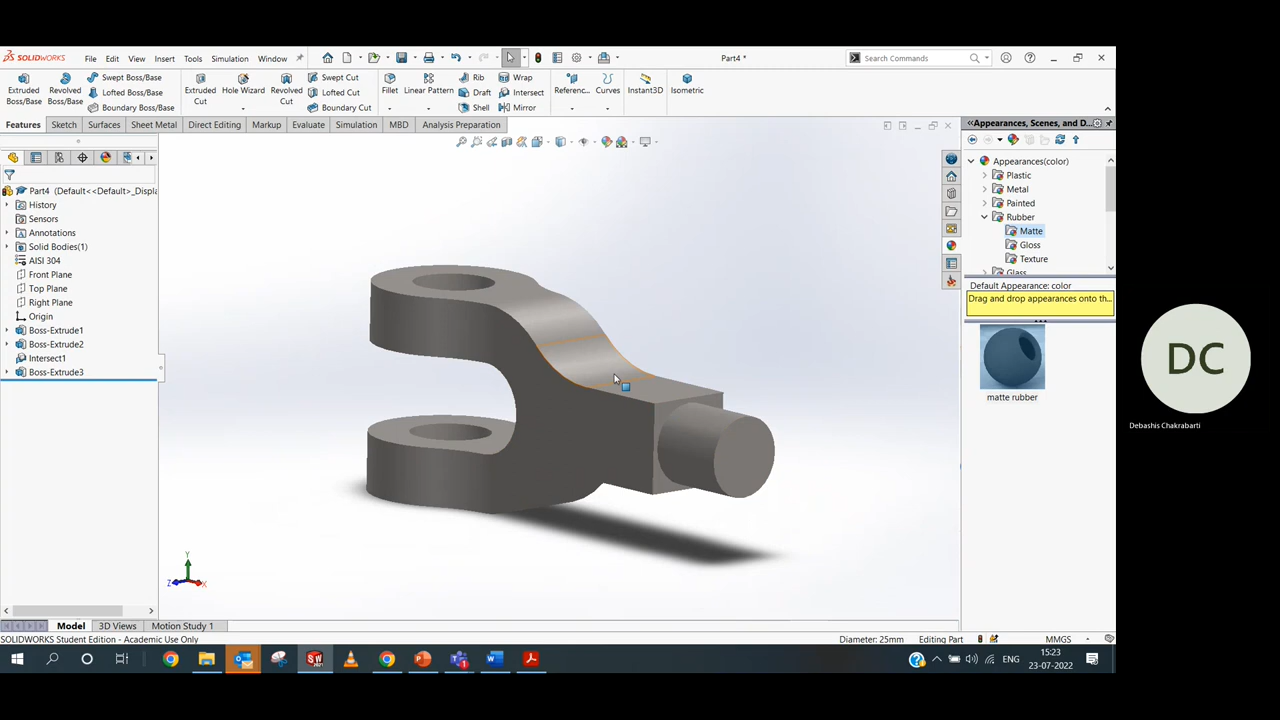 SOLIDWORKS File Edit View Insert Tools Simulation Window Part4 * Search Commands
Extruded Boss/Base
Revolved Boss/Base
Swept Boss/Base
Lofted Boss/Base
Boundary Boss/Base
Extruded Cut
Hole Wizard
Revolved Cut
Swept Cut
Lofted Cut
Boundary Cut
Fillet
Linear Pattern
Rib
Draft
Shell
Wrap
Intersect
Mirror
Referenc...
Curves
Instant3D
Isometric
Features Sketch Surfaces Sheet Metal Direct Editing Markup Evaluate Simulation MBD Analysis Preparation
Part4 (Default<<Default>_Displa
History
Sensors
Annotations
Solid Bodies(1)
AISI 304
Front Plane
Top Plane
Right Plane
Origin
Boss-Extrude1
Boss-Extrude2
Intersect1
Boss-Extrude3
Y
Z
X
Appearances, Scenes, and D...
Appearances(color)
Plastic
Metal
Painted
Rubber
Matte
Gloss
Texture
Glass
Default Appearance: color
Drag and drop appearances onto th...
matte rubber
DC
Debashis Chakrabarti
Model 3D Views Motion Study 1
SOLIDWORKS Student Edition - Academic Use Only Diameter: 25mm Editing Part MMGS
ENG
15:23
23-07-2022